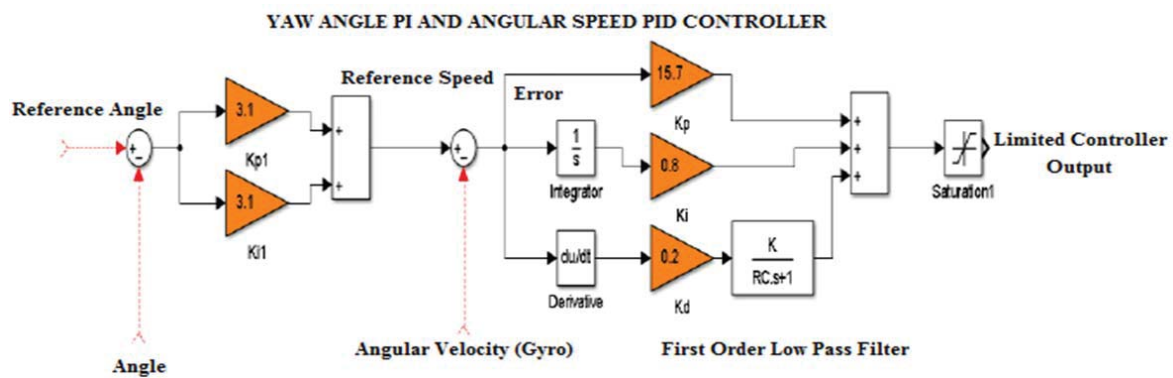 YAW ANGLE PI AND ANGULAR SPEED PID CONTROLLER
Reference Angle
+
-
3.1
Kp1
3.1
Ki1
+
+
Reference Speed
+
-
Error
15.7
Kp
1
s
Integrator
0.8
Ki
du/dt
Derivative
0.2
Kd
K
RC.s+1
+
+
+
Saturation1
Limited Controller
Output
Angle
Angular Velocity (Gyro)
First Order Low Pass Filter